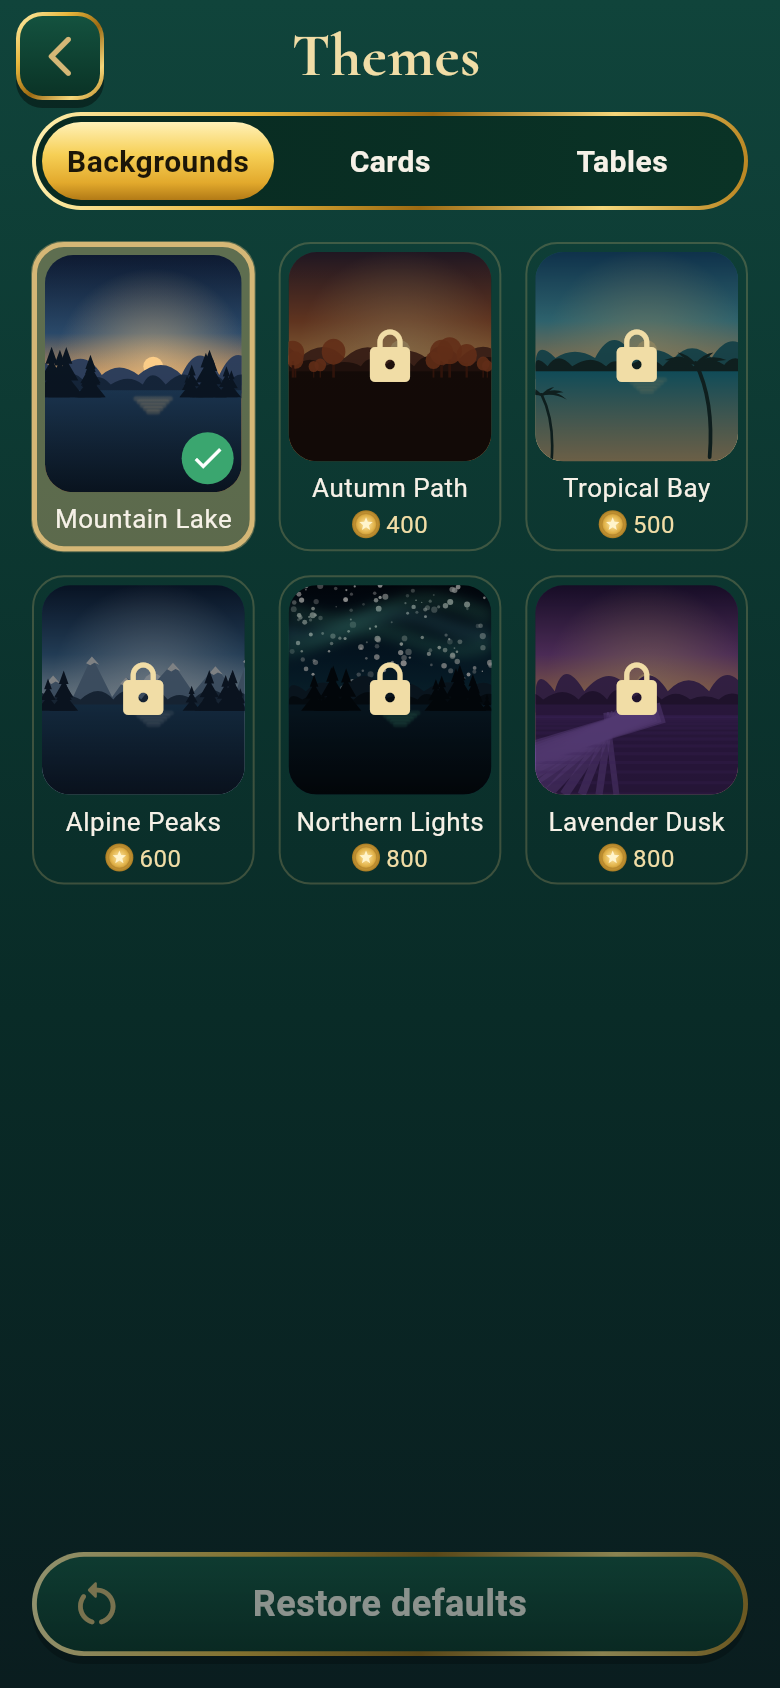 Themes
Backgrounds Cards Tables
Mountain Lake
Autumn Path
400
Tropical Bay
500
Alpine Peaks
600
Northern Lights
800
Lavender Dusk
800
Restore defaults